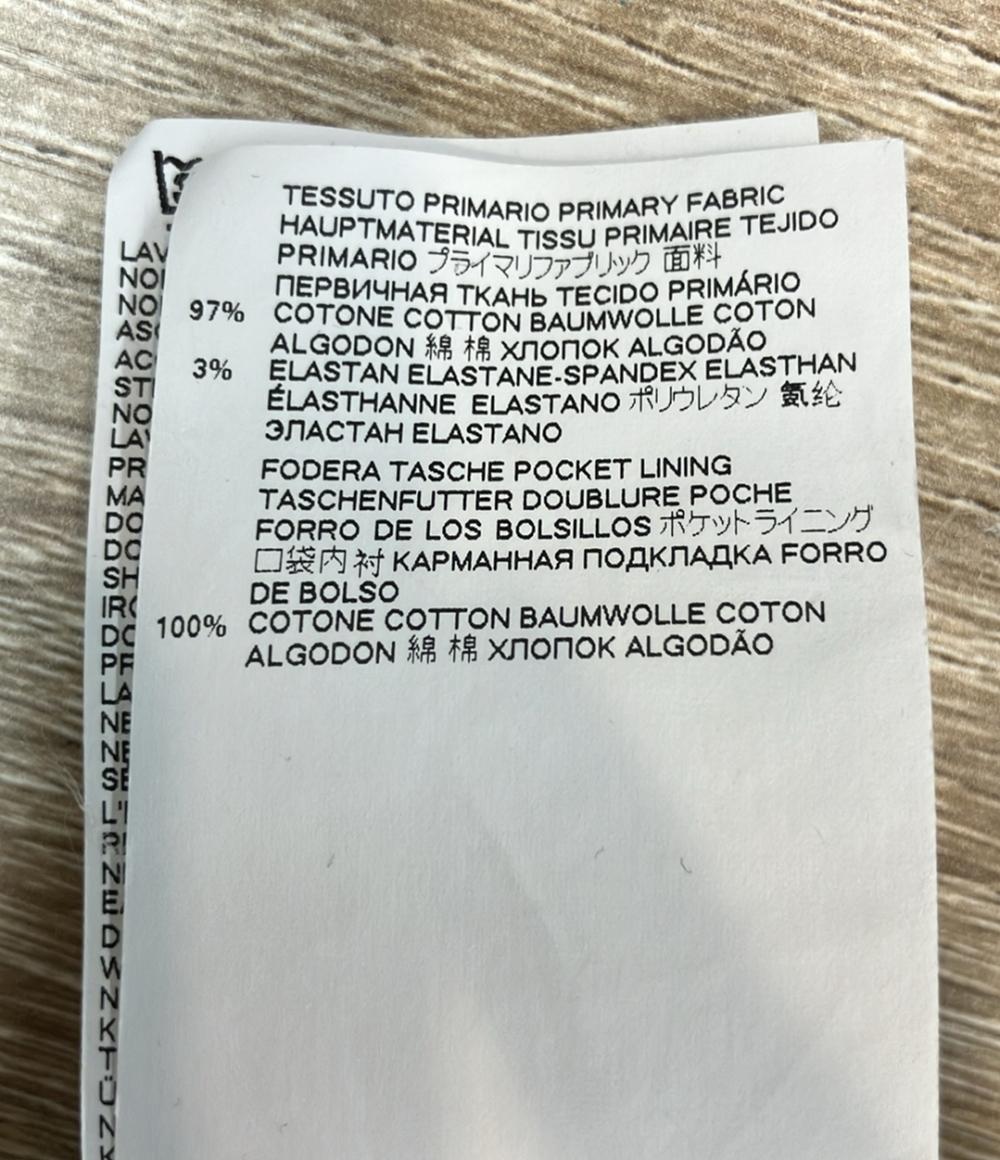 TESSUTO PRIMARIO PRIMARY FABRIC
HAUPTMATERIAL TISSU PRIMAIRE TEJIDO
PRIMARIO プライマリファブリック 面料
ПЕРВИЧНАЯ ТКАНЬ TECIDO PRIMÁRIO
97% COTONE COTTON BAUMWOLLE COTON
ALGODON 綿 棉 ХЛОПОК ALGODÃO
3% ELASTAN ELASTANE-SPANDEX ELASTHAN
ÉLASTHANNE ELASTANO ポリウレタン 氨纶
ЭЛАСТАН ELASTANO
FODERA TASCHE POCKET LINING
TASCHENFUTTER DOUBLURE POCHE
FORRO DE LOS BOLSILLOS ポケットライニング
口袋内衬 КАРМАННАЯ ПОДКЛАДКА FORRO
DE BOLSO
100% COTONE COTTON BAUMWOLLE COTON
ALGODON 綿 棉 ХЛОПОК ALGODÃO